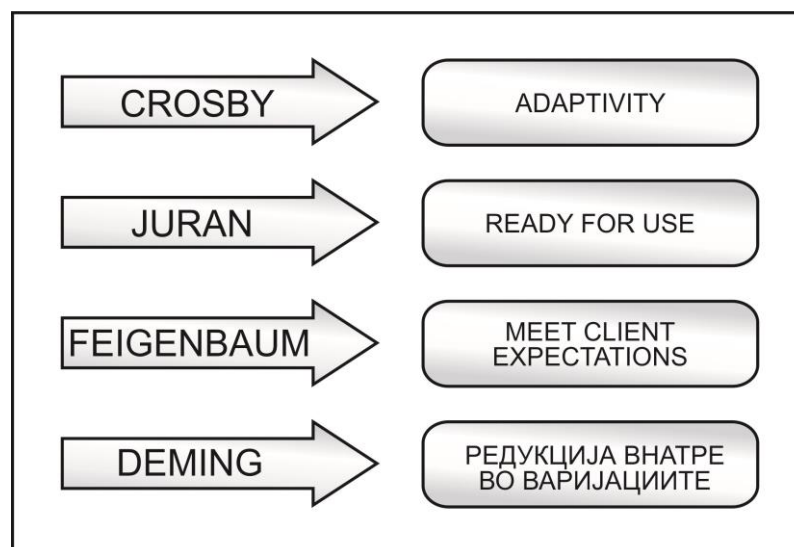 CROSBY
ADAPTIVITY
JURAN
READY FOR USE
FEIGENBAUM
MEET CLIENT
EXPECTATIONS
DEMING
РЕДУКЦИЈА ВНАТРЕ
ВО ВАРИЈАЦИИТЕ